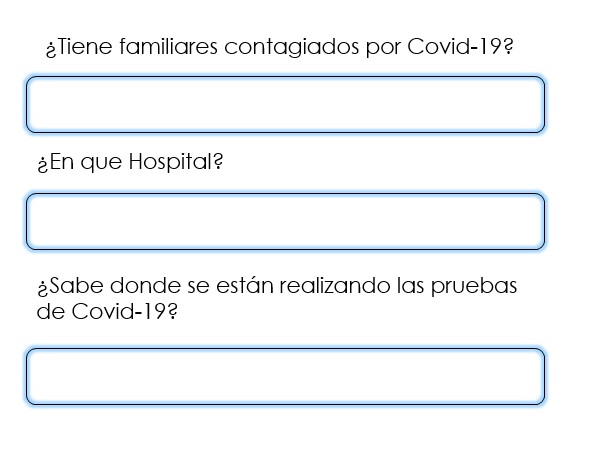 ¿Tiene familiares contagiados por Covid-19?
¿En que Hospital?
¿Sabe donde se están realizando las pruebas
de Covid-19?